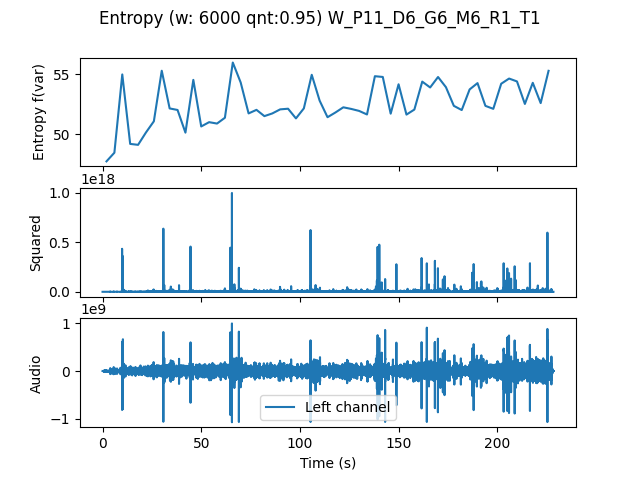 Entropy (w: 6000 qnt:0.95) W_P11_D6_G6_M6_R1_T1
55
50
Entropy f(var)
1e18
1.0
0.5
0.0
Squared
1e9
1
0
−1
Audio
Left channel
0 50 100 150 200
Time (s)